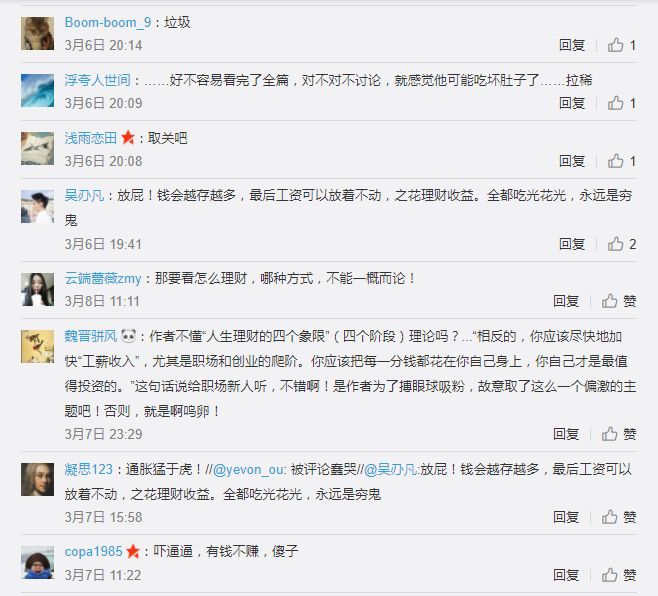 Boom-boom_9：垃圾
3月6日 20:14 回复 1
浮夸人世间：……好不容易看完了全篇，对不对不讨论，就感觉他可能吃坏肚子了……拉稀
3月6日 20:09 回复 1
浅雨恋田：取关吧
3月6日 20:08 回复 1
吴办凡：放屁！钱会越存越多，最后工资可以放着不动，之花理财收益。全都吃光花光，永远是穷
鬼
3月6日 19:41 回复 2
云端蔷薇zmy：那要看怎么理财，哪种方式，不能一概而论！
3月8日 11:11 回复 赞
魏晋骈风：作者不懂“人生理财的四个象限”（四个阶段）理论吗？...“相反的，你应该尽快地加
快“工薪收入”，尤其是职场和创业的爬阶。你应该把每一分钱都花在你自己身上，你自己才是最值
得投资的。”这句话说给职场新人听，不错啊！是作者为了搏眼球吸粉，故意取了这么一个偏激的主
题吧！否则，就是啊呜卵！
3月7日 23:29 回复 赞
凝思123：通胀猛于虎！//@yevon_ou: 被评论蠢哭//@吴办凡:放屁！钱会越存越多，最后工资可以
放着不动，之花理财收益。全都吃光花光，永远是穷鬼
3月7日 15:58 回复 赞
copa1985：吓逼逼，有钱不赚，傻子
3月7日 11:22 回复 赞